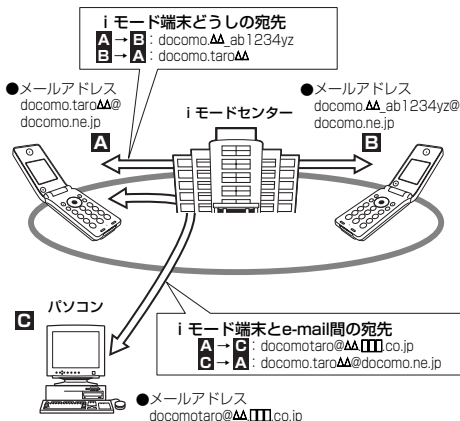 iモード端末どうしの宛先
A→B：docomo.ΔΔ_ab1234yz
B→A：docomo.taroΔΔ
●メールアドレス
docomo.taroΔΔ@
docomo.ne.jp
iモードセンター
●メールアドレス
docomo.ΔΔ_ab1234yz@
docomo.ne.jp
A
B
パソコン
C
iモード端末とe-mail間の宛先
A→C：docomotaro@ΔΔ.□□□.co.jp
C→A：docomo.taroΔΔ@docomo.ne.jp
●メールアドレス
docomotaro@ΔΔ.□□□.co.jp